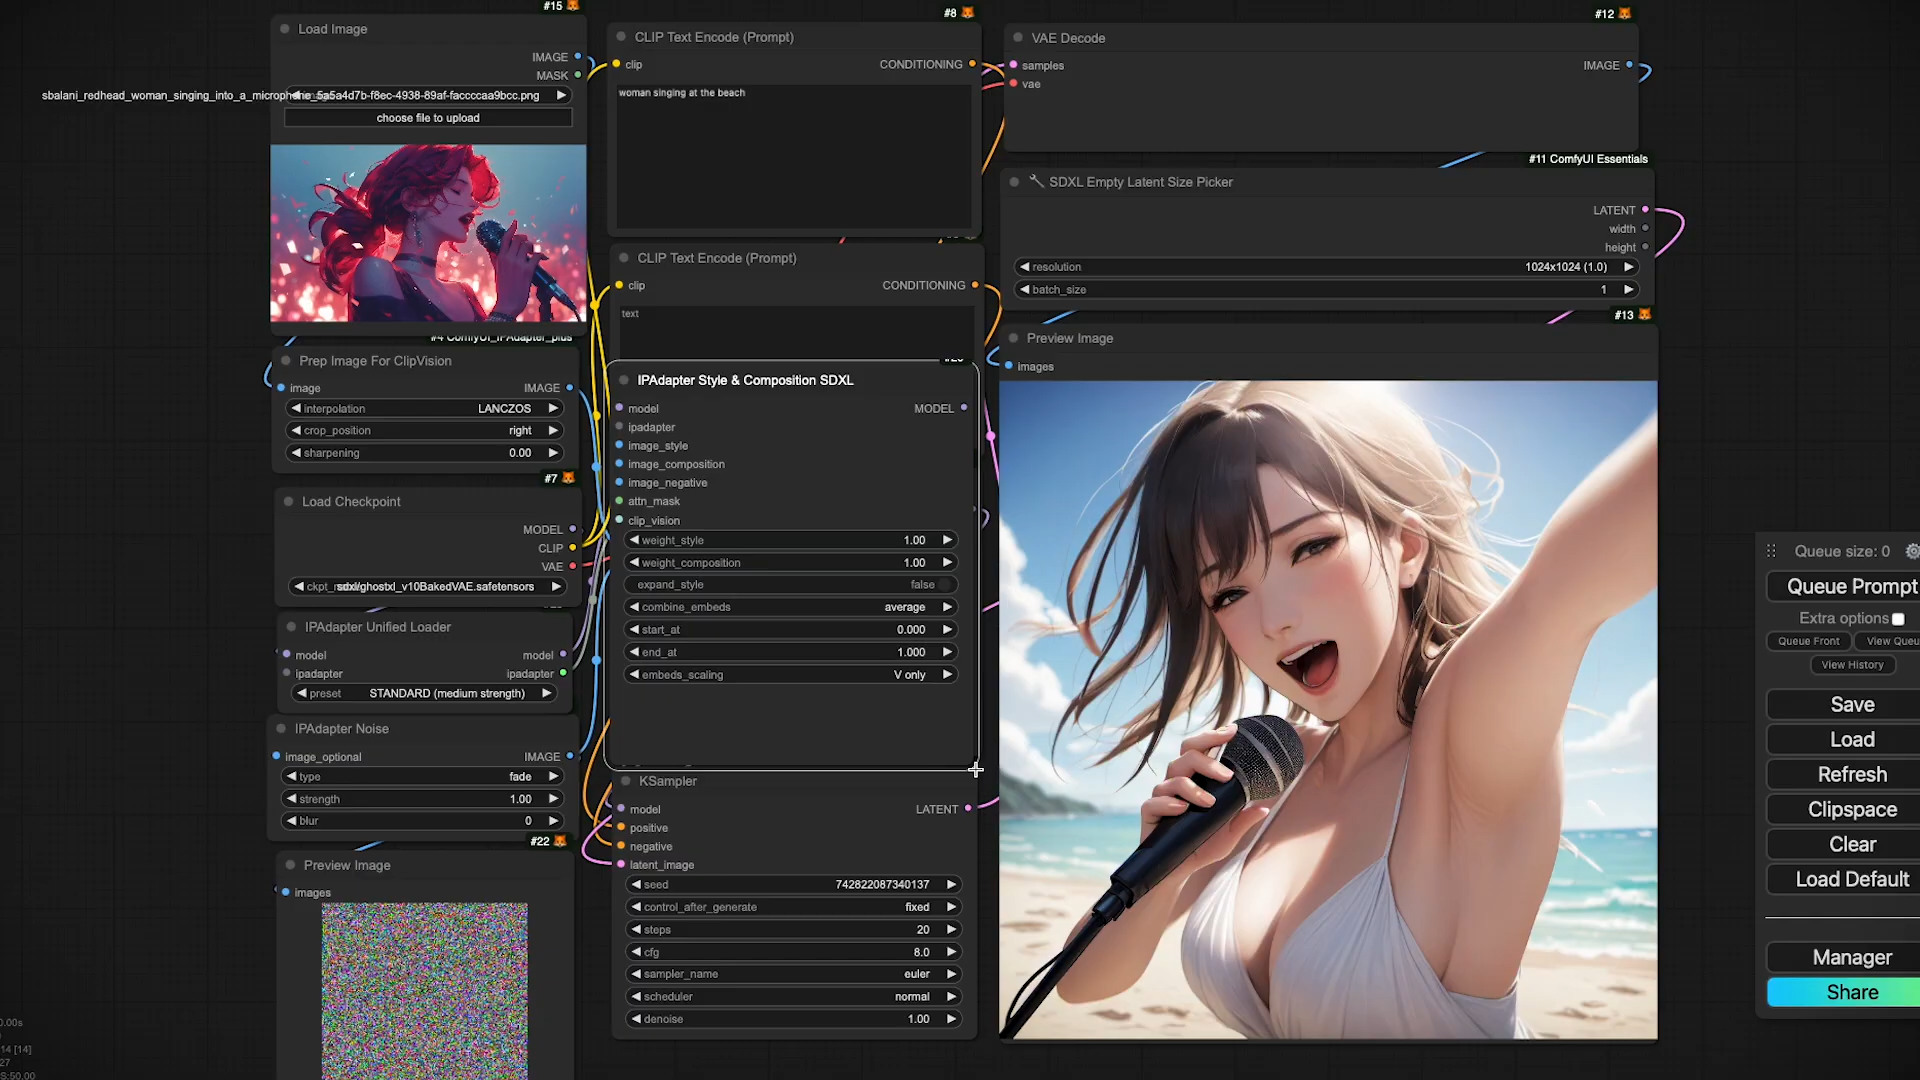 #15
Load Image
IMAGE
MASK
choose file to upload
#4 ComfyUI_IPAdapter_plus
Prep Image For ClipVision
image IMAGE
interpolation LANCZOS
crop_position right
sharpening 0.00
#7
Load Checkpoint
MODEL
CLIP
VAE
sdxl/ghostxl_v10BakedVAE.safetensors
IPAdapter Unified Loader
model model
ipadapter ipadapter
preset STANDARD (medium strength)
IPAdapter Noise
image_optional IMAGE
type fade
strength 1.00
blur 0
#22
Preview Image
images
#8
CLIP Text Encode (Prompt)
clip CONDITIONING
woman singing at the beach
CLIP Text Encode (Prompt)
clip CONDITIONING
text
IPAdapter Style & Composition SDXL
model MODEL
ipadapter
image_style
image_composition
image_negative
attn_mask
clip_vision
weight_style 1.00
weight_composition 1.00
expand_style false
combine_embeds average
start_at 0.000
end_at 1.000
embeds_scaling V only
KSampler
model LATENT
positive
negative
latent_image
seed 742822087340137
control_after_generate fixed
steps 20
cfg 8.0
sampler_name euler
scheduler normal
denoise 1.00
#12
VAE Decode
samples IMAGE
vae
#11 ComfyUI Essentials
SDXL Empty Latent Size Picker
LATENT
width
height
resolution 1024x1024 (1.0)
batch_size 1
#13
Preview Image
images
Queue size: 0
Queue Prompt
Extra options
Queue Front View Queu
View History
Save
Load
Refresh
Clipspace
Clear
Load Default
Manager
Share
14 [14]